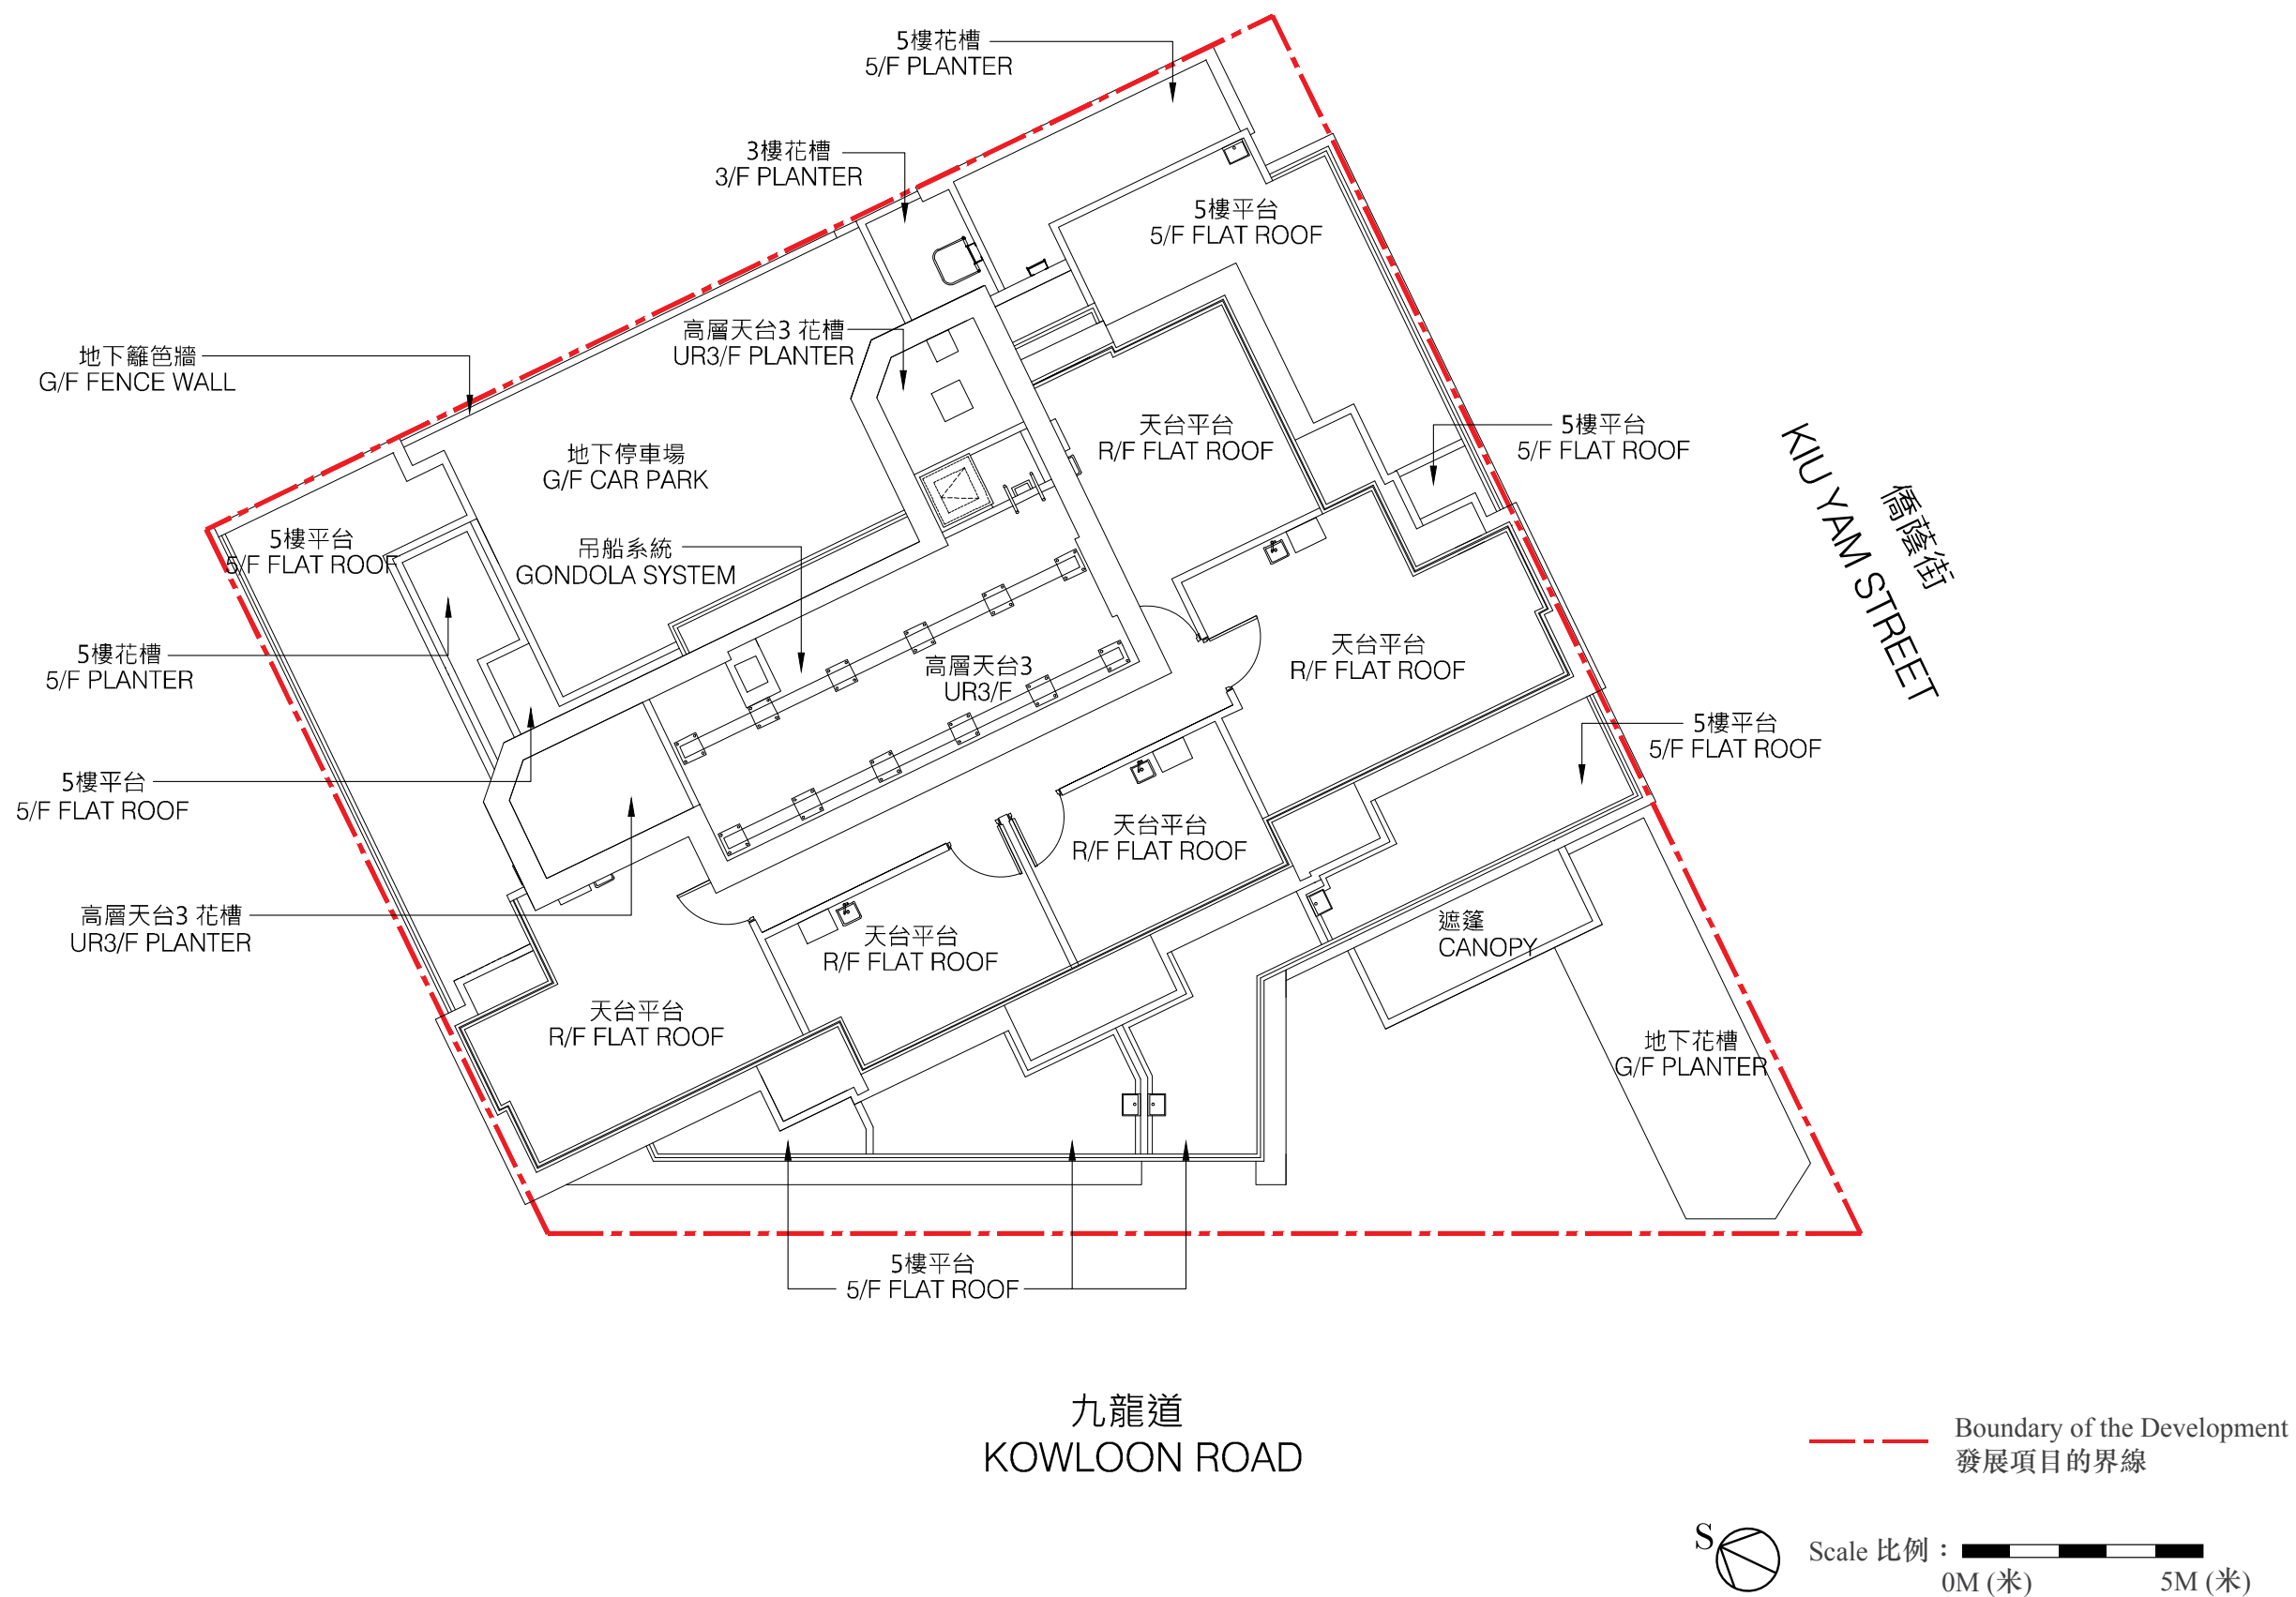 5樓花槽
5/F PLANTER
3樓花槽
3/F PLANTER
5樓平台
5/F FLAT ROOF
高層天台3 花槽
UR3/F PLANTER
地下籬笆牆
G/F FENCE WALL
天台平台
R/F FLAT ROOF
5樓平台
5/F FLAT ROOF
地下停車場
G/F CAR PARK
僑蔭街
KIU YAM STREET
5樓平台
5/F FLAT ROOF
吊船系統
GONDOLA SYSTEM
天台平台
R/F FLAT ROOF
5樓花槽
5/F PLANTER
高層天台3
UR3/F
5樓平台
5/F FLAT ROOF
5樓平台
5/F FLAT ROOF
天台平台
R/F FLAT ROOF
高層天台3 花槽
UR3/F PLANTER
遮篷
CANOPY
天台平台
R/F FLAT ROOF
天台平台
R/F FLAT ROOF
地下花槽
G/F PLANTER
5樓平台
5/F FLAT ROOF
九龍道
KOWLOON ROAD
Boundary of the Development
發展項目的界線
S
Scale 比例：
0M (米)
5M (米)